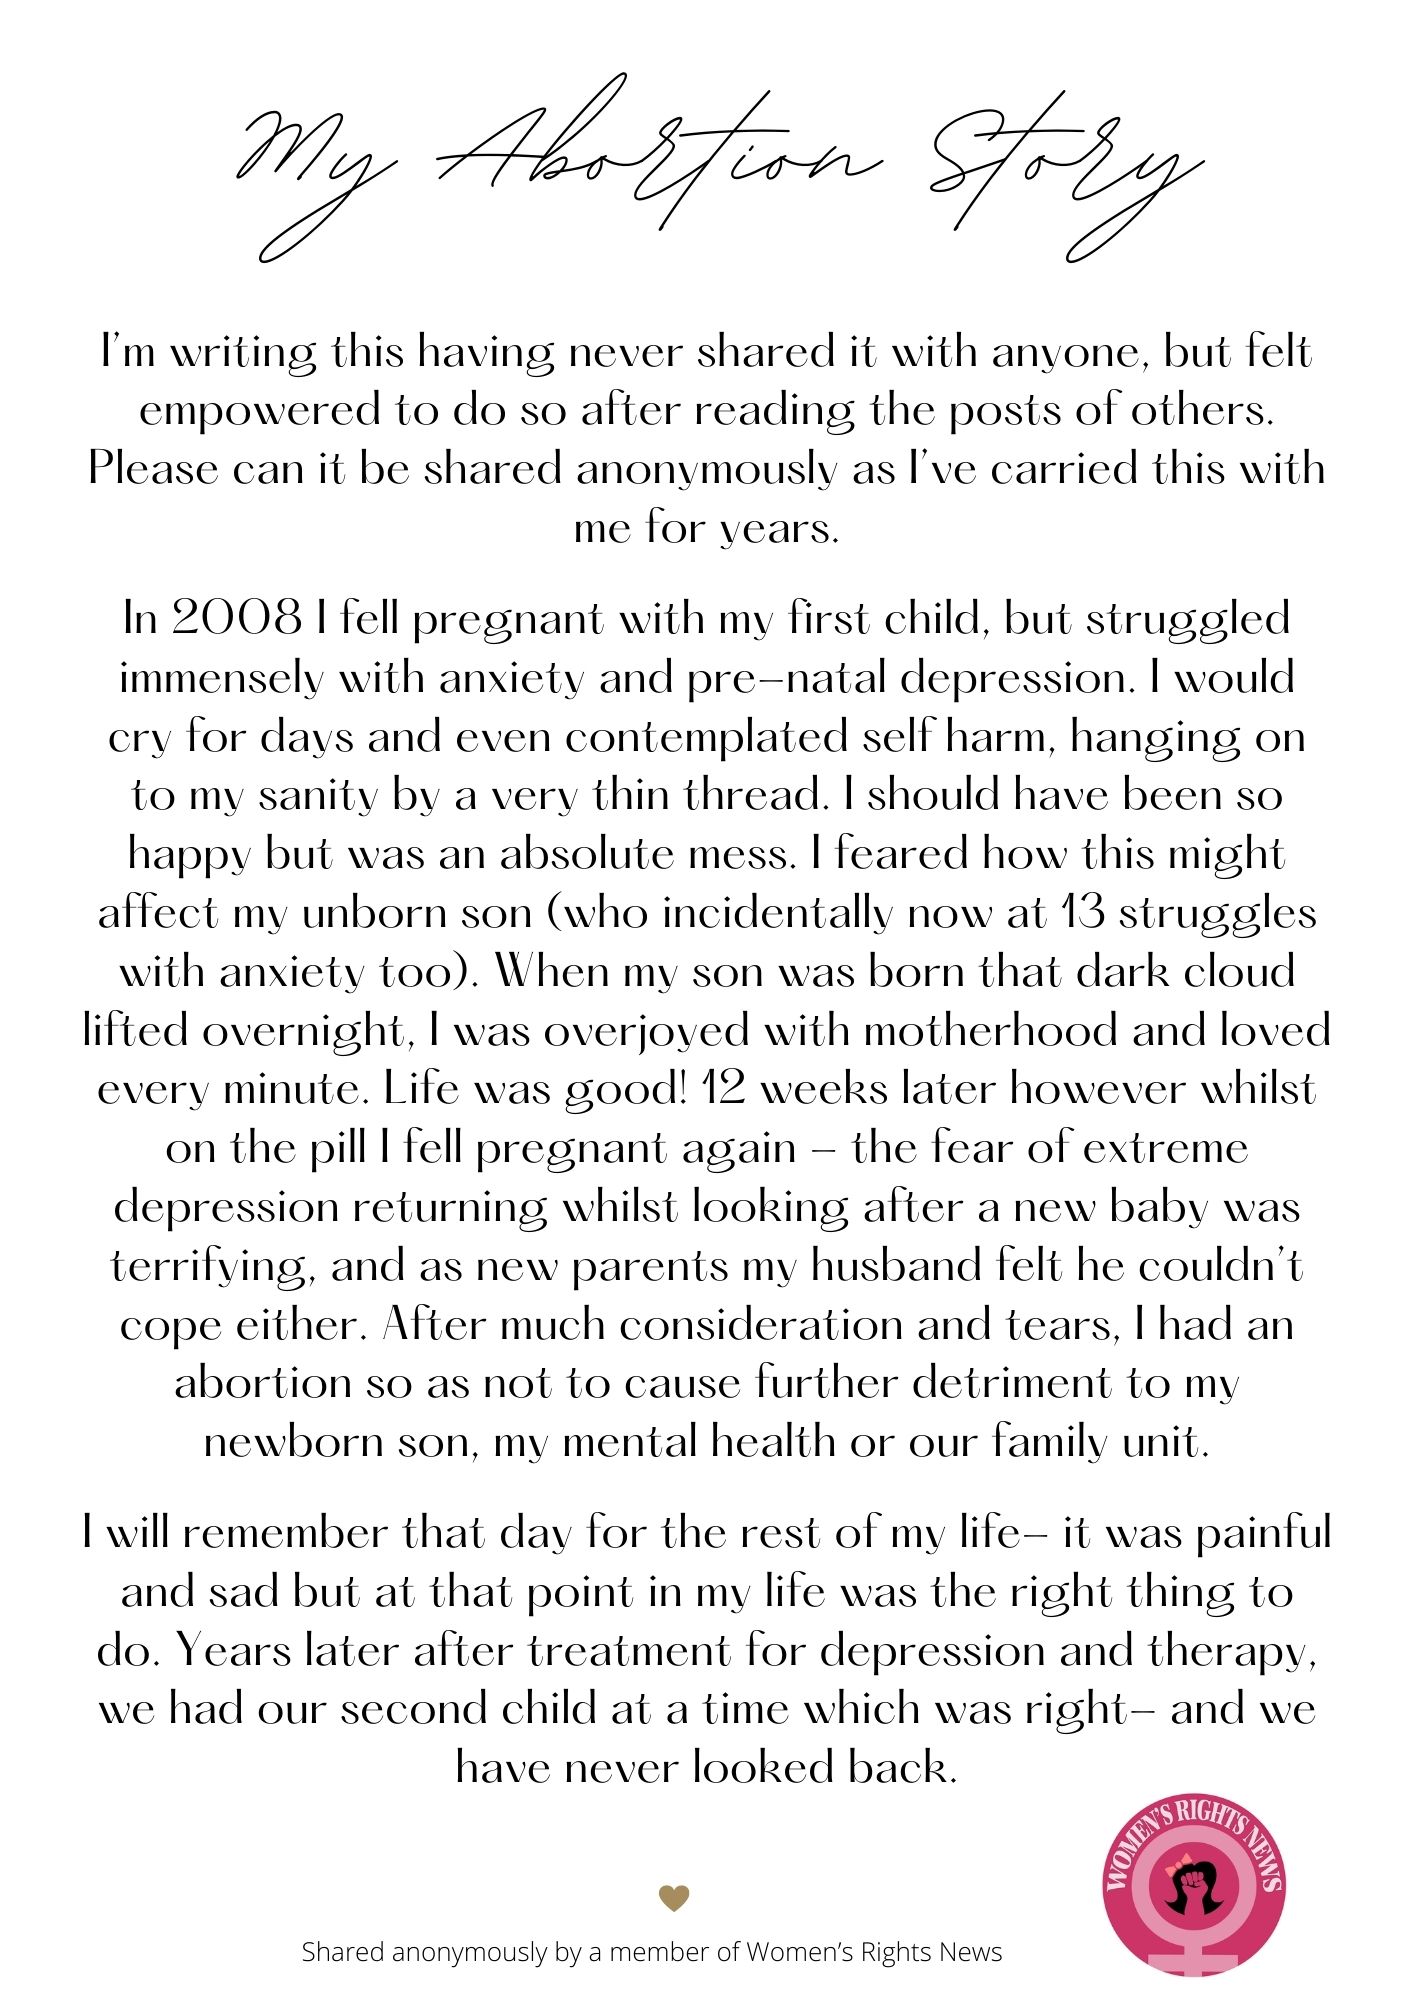 My Abortion Story
I'm writing this having never shared it with anyone, but felt
empowered to do so after reading the posts of others.
Please can it be shared anonymously as I've carried this with
me for years.
In 2008 I fell pregnant with my first child, but struggled
immensely with anxiety and pre–natal depression. I would
cry for days and even contemplated self harm, hanging on
to my sanity by a very thin thread. I should have been so
happy but was an absolute mess. I feared how this might
affect my unborn son (who incidentally now at 13 struggles
with anxiety too). When my son was born that dark cloud
lifted overnight, I was overjoyed with motherhood and loved
every minute. Life was good! 12 weeks later however whilst
on the pill I fell pregnant again – the fear of extreme
depression returning whilst looking after a new baby was
terrifying, and as new parents my husband felt he couldn't
cope either. After much consideration and tears, I had an
abortion so as not to cause further detriment to my
newborn son, my mental health or our family unit.
I will remember that day for the rest of my life– it was painful
and sad but at that point in my life was the right thing to
do. Years later after treatment for depression and therapy,
we had our second child at a time which was right– and we
have never looked back.
WOMEN'S RIGHTS NEWS
Shared anonymously by a member of Women's Rights News